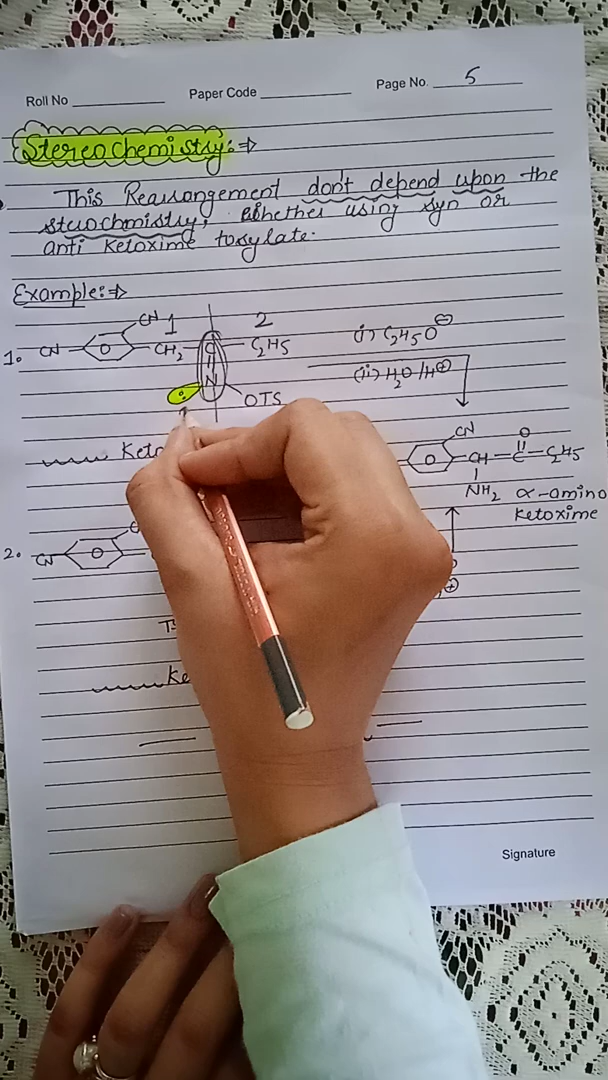 Roll No Paper Code Page No. 5
Stereochemistry:⇒
This Rearrangement don't depend upon the
sterochmistry, whether using syn or
anti Ketoxime tosylate.
Example:⇒
1. CN CN CH2 1 C 2 C2H5 (i) C2H5O⊖
N OTS (ii) H2O/H⊕
CN O
CH C C2H5
NH2 α-amino
Ketoxime
2. CN
Signature